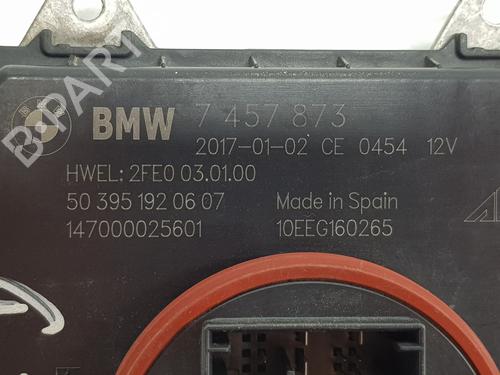 B-PARTS
BMW 7 457 873
2017-01-02 CE 0454 12V
HWEL: 2FE0 03.01.00
50 395 192 06 07 Made in Spain
147000025601 10EEG160265